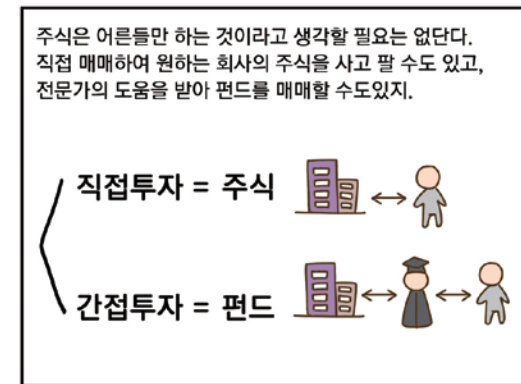 주식은 어른들만 하는 것이라고 생각할 필요는 없단다.
직접 매매하여 원하는 회사의 주식을 사고 팔 수도 있고,
전문가의 도움을 받아 펀드를 매매할 수도있지.
직접투자 = 주식
간접투자 = 펀드